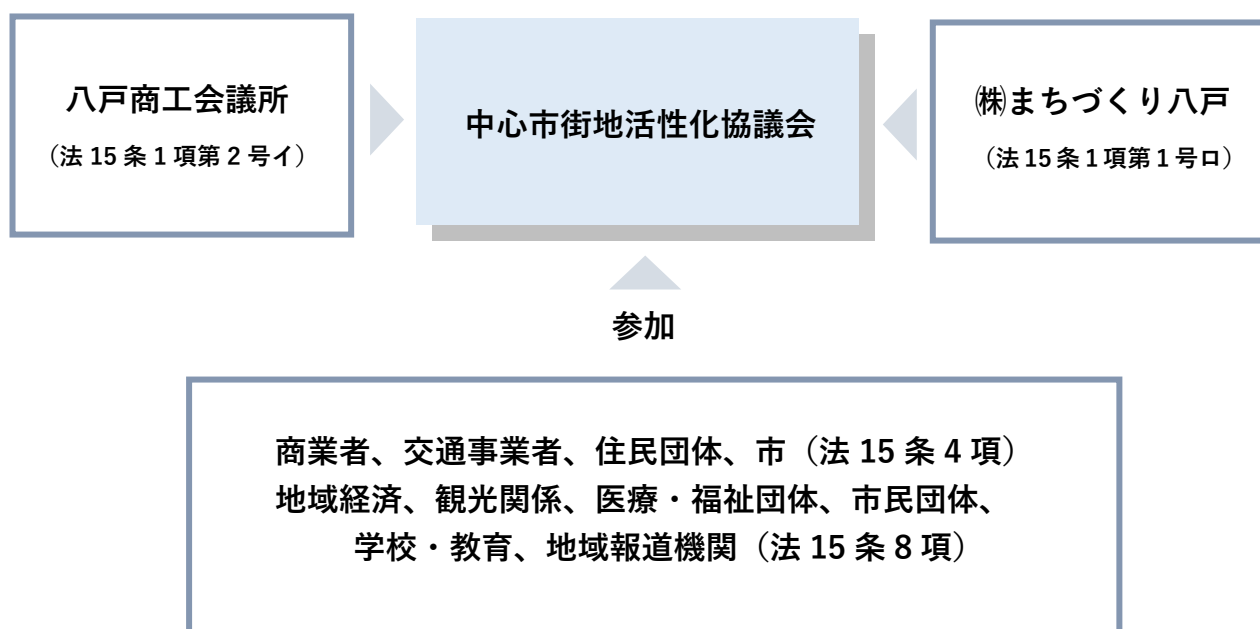 八戸商工会議所
（法 15 条 1 項第 2 号イ）
中心市街地活性化協議会
㈱まちづくり八戸
（法 15 条 1 項第 1 号ロ）
参加
商業者、交通事業者、住民団体、市（法 15 条 4 項）
地域経済、観光関係、医療・福祉団体、市民団体、
学校・教育、地域報道機関（法 15 条 8 項）